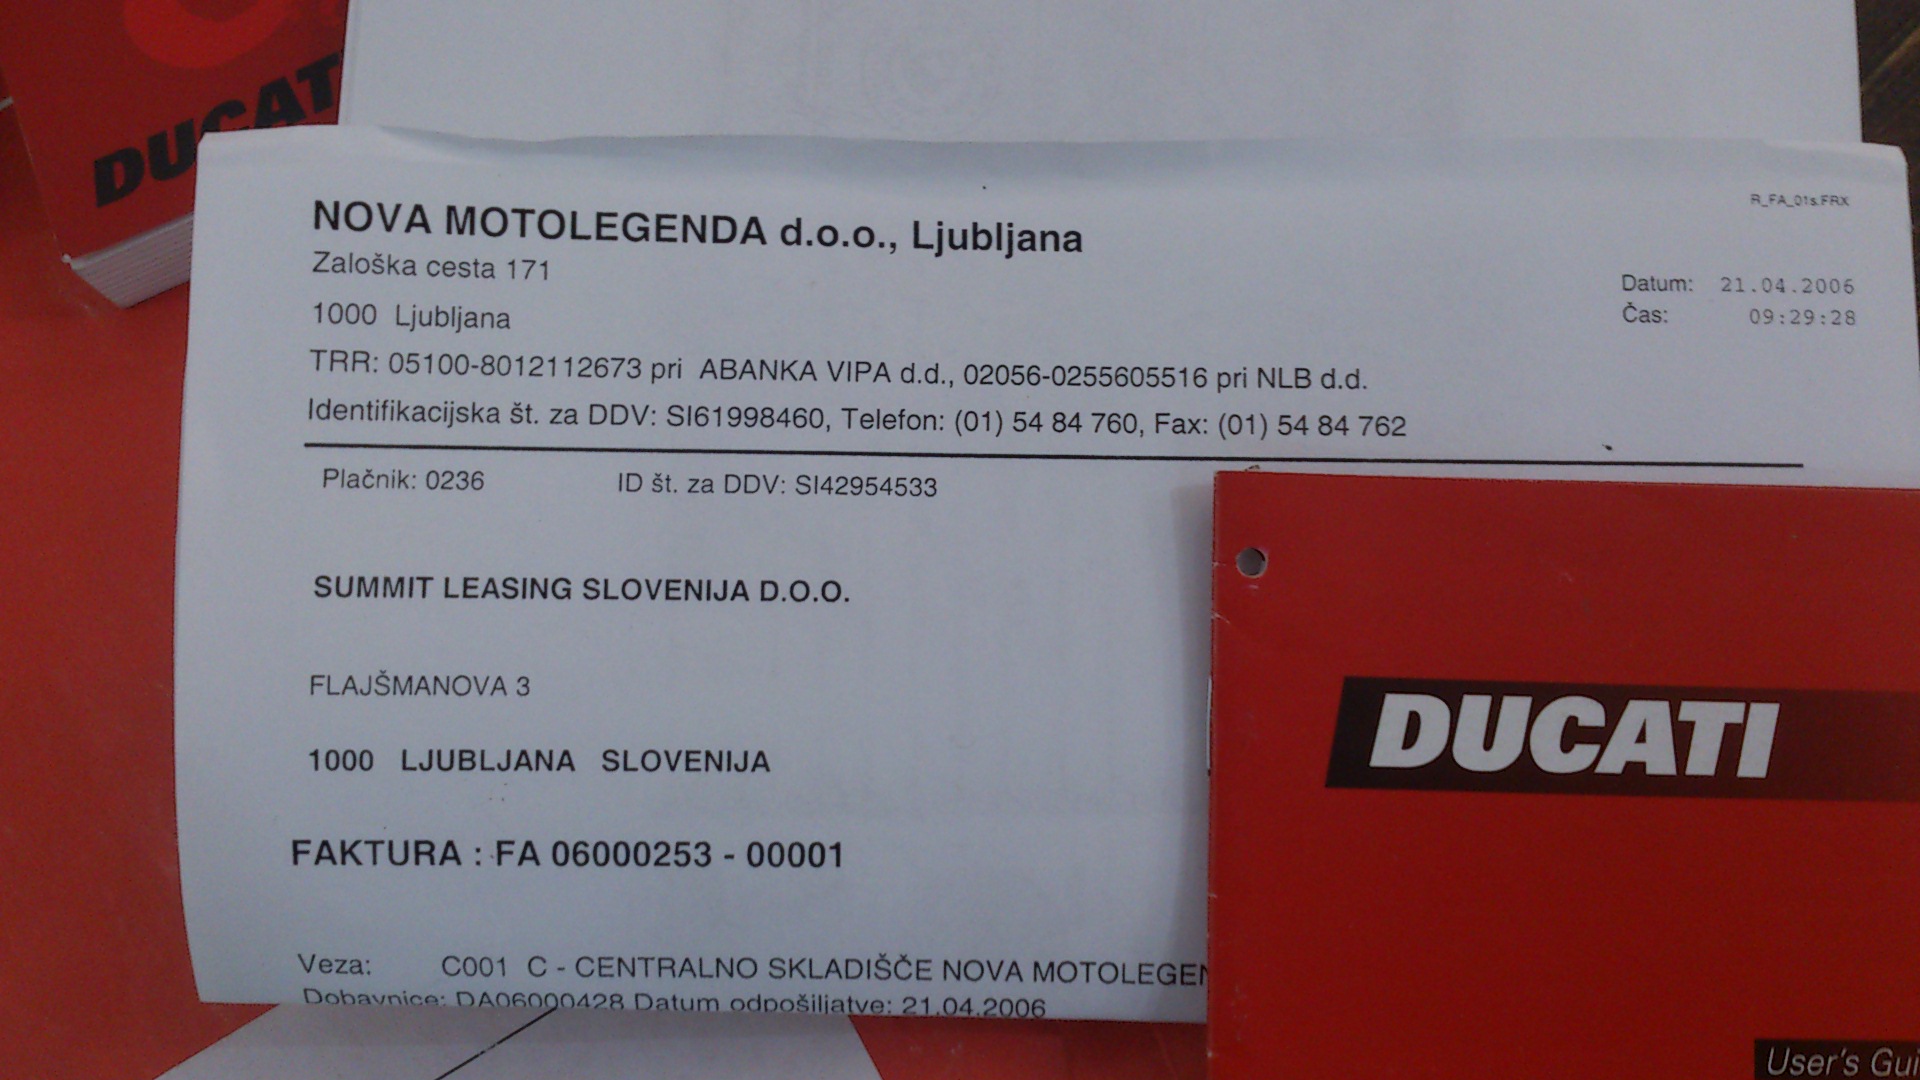 DUCATI
NOVA MOTOLEGENDA d.o.o., Ljubljana
R_FA_01s.FRX
Zaloška cesta 171
Datum: 21.04.2006
1000 Ljubljana
Čas: 09:29:28
TRR: 05100-8012112673 pri ABANKA VIPA d.d., 02056-0255605516 pri NLB d.d.
Identifikacijska št. za DDV: SI61998460, Telefon: (01) 54 84 760, Fax: (01) 54 84 762
Plačnik: 0236 ID št. za DDV: SI42954533
SUMMIT LEASING SLOVENIJA D.O.O.
FLAJŠMANOVA 3
1000 LJUBLJANA SLOVENIJA
FAKTURA : FA 06000253 - 00001
Veza: C001 C - CENTRALNO SKLADIŠČE NOVA MOTOLEGEN
Dobavnice: DA06000428 Datum odpošiljatve: 21.04.2006
DUCATI
User's Gui